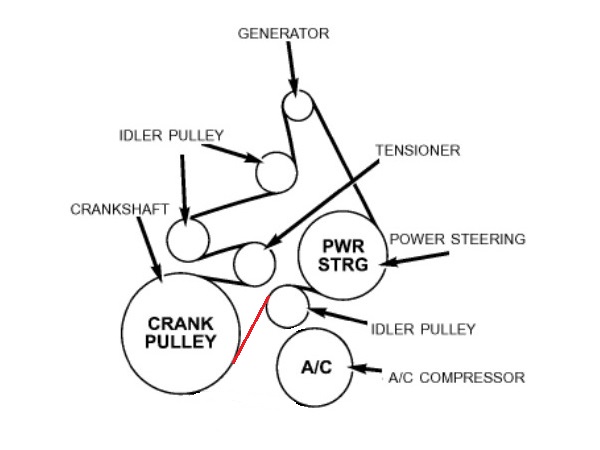 GENERATOR
IDLER PULLEY
TENSIONER
CRANKSHAFT
PWR
STRG
POWER STEERING
CRANK
PULLEY
IDLER PULLEY
A/C
A/C COMPRESSOR